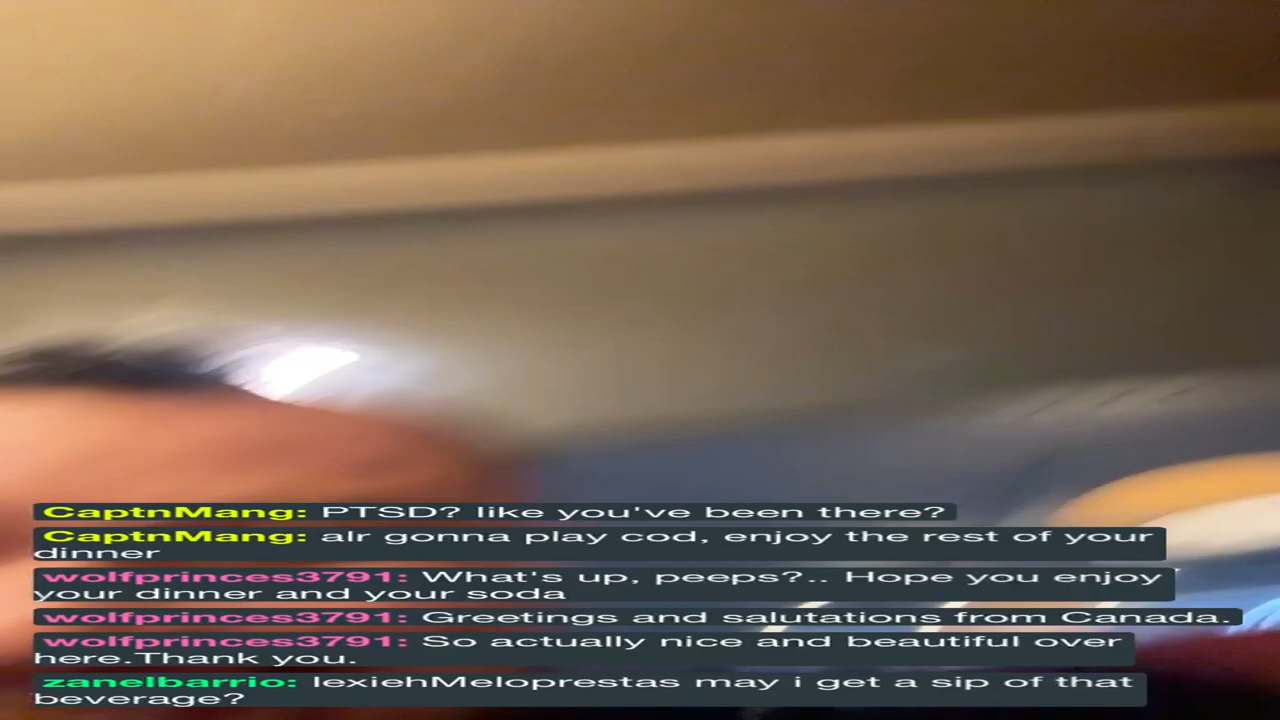 CaptnMang: PTSD? like you've been there?
CaptnMang: alr gonna play cod, enjoy the rest of your
dinner
wolfprinces3791: What's up, peeps?.. Hope you enjoy
your dinner and your soda
wolfprinces3791: Greetings and salutations from Canada.
wolfprinces3791: So actually nice and beautiful over
here.Thank you.
zanelbarrio: lexiehMeloprestas may i get a sip of that
beverage?